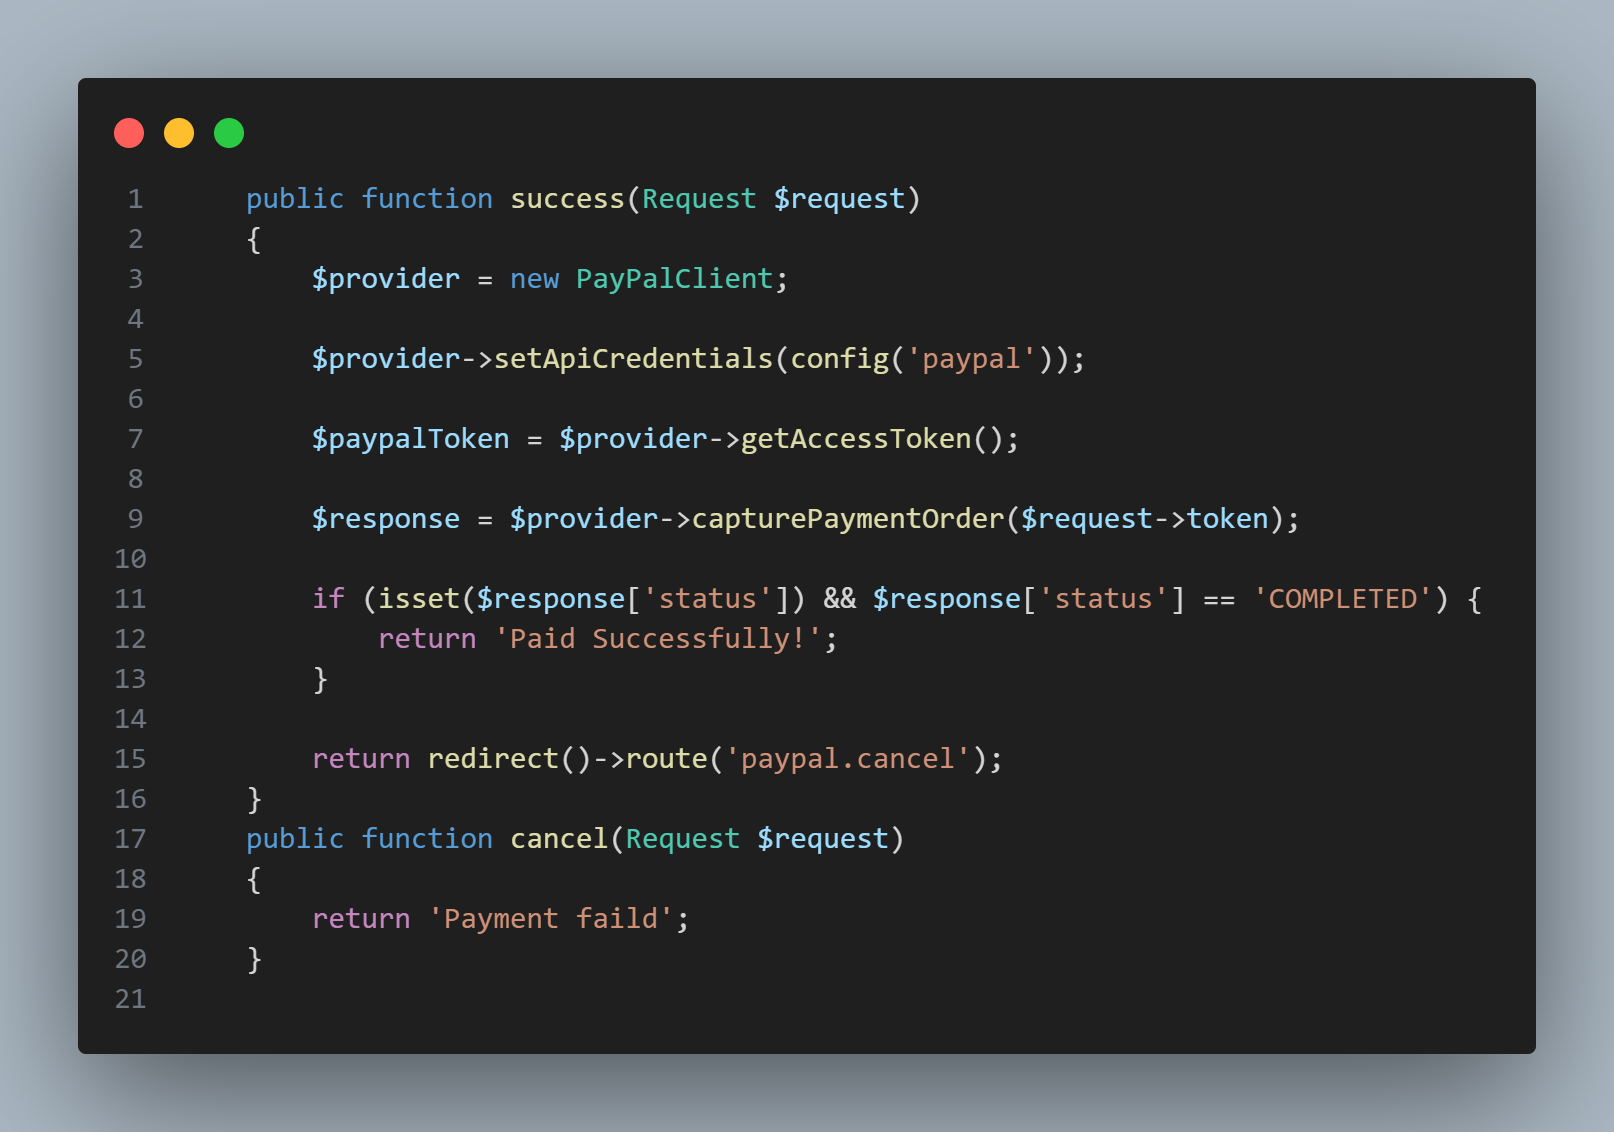 1 public function success(Request $request)
2 {
3 $provider = new PayPalClient;
4
5 $provider->setApiCredentials(config('paypal'));
6
7 $paypalToken = $provider->getAccessToken();
8
9 $response = $provider->capturePaymentOrder($request->token);
10
11 if (isset($response['status']) && $response['status'] == 'COMPLETED') {
12 return 'Paid Successfully!';
13 }
14
15 return redirect()->route('paypal.cancel');
16 }
17 public function cancel(Request $request)
18 {
19 return 'Payment faild';
20 }
21